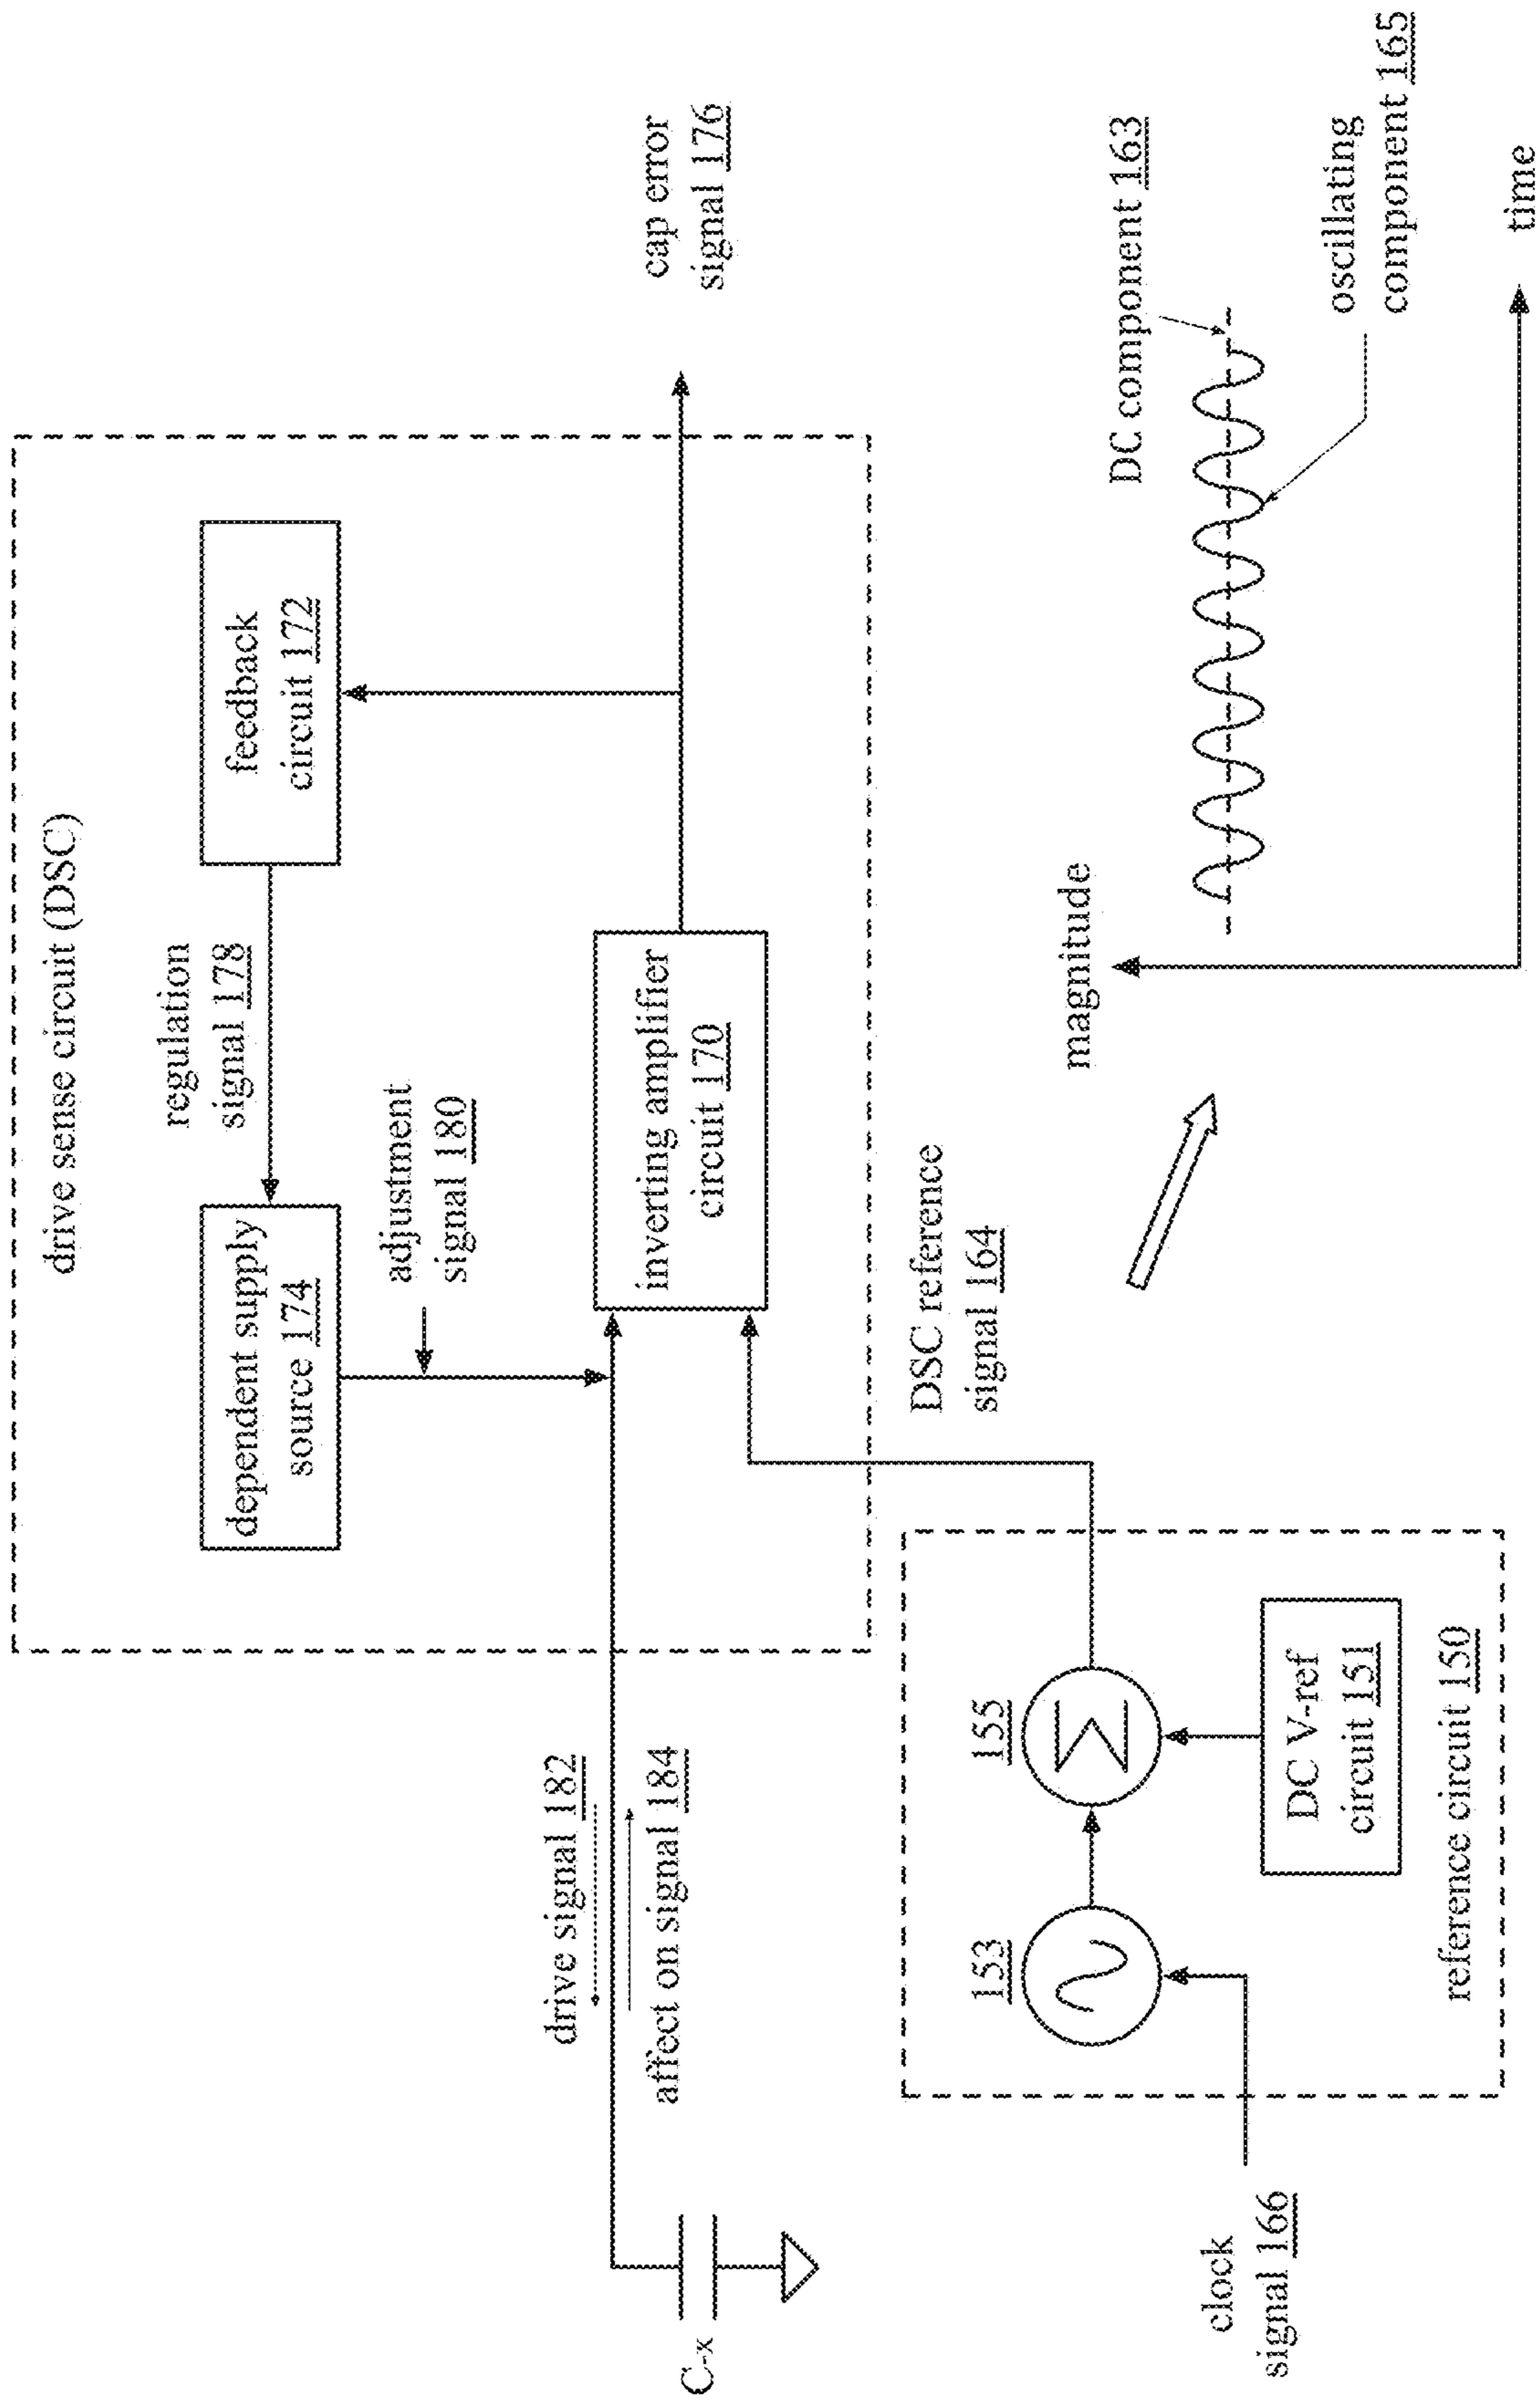 drive sense circuit (DSC)
dependent supply
source 174
regulation
signal 178
feedback
circuit 172
adjustment
signal 180
drive signal 182
affect on signal 184
inverting amplifier
circuit 170
cap error
signal 176
C-x
DSC reference
signal 164
153
155
clock
signal 166
DC V-ref
circuit 151
reference circuit 150
magnitude
DC component 163
oscillating
component 165
time